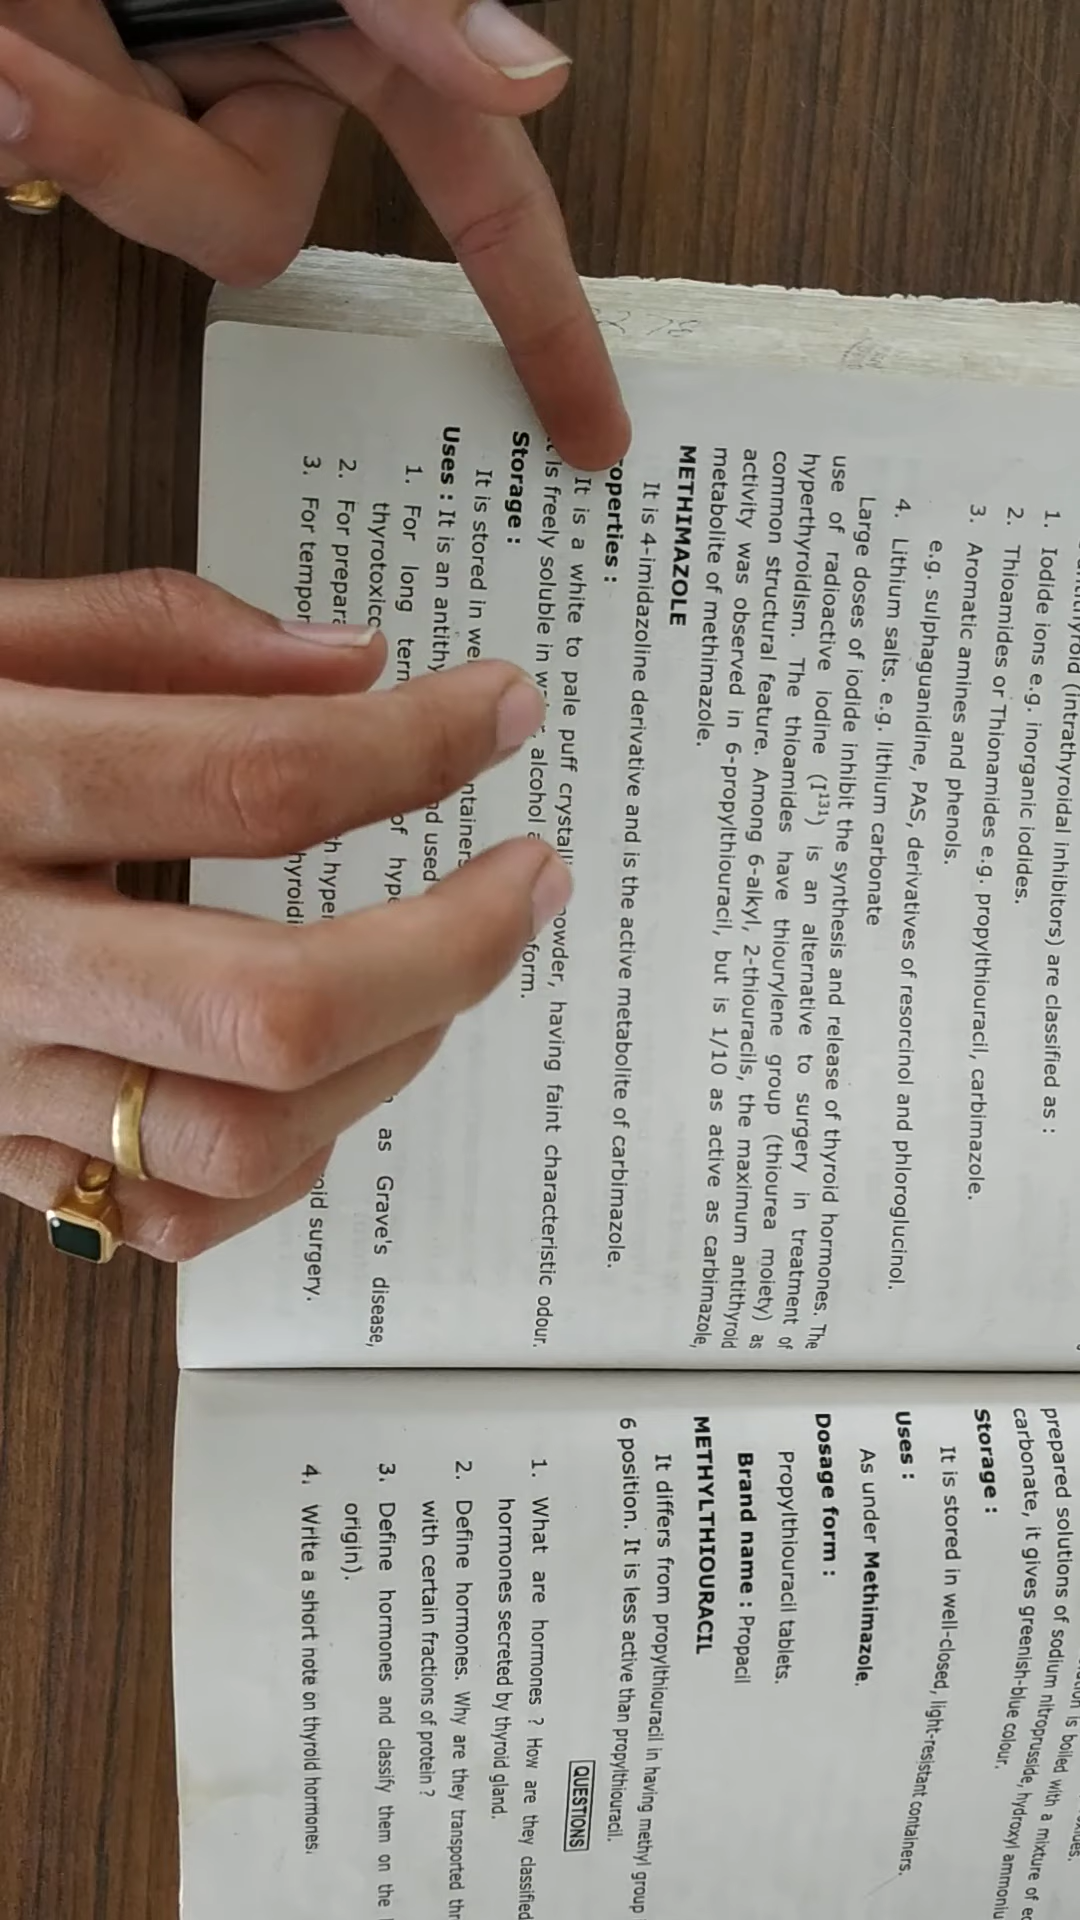 (intrathyroidal inhibitors) are classified as :
1. Iodide ions e.g. inorganic iodides.
2. Thioamides or Thionamides e.g. propylthiouracil, carbimazole.
3. Aromatic amines and phenols.
e.g. sulphaguanidine, PAS, derivatives of resorcinol and phloroglucinol.
4. Lithium salts. e.g. lithium carbonate
Large doses of iodide inhibit the synthesis and release of thyroid hormones. The
use of radioactive iodine (I¹³¹) is an alternative to surgery in treatment of
hyperthyroidism. The thioamides have thiourylene group (thiourea moiety) as
common structural feature. Among 6-alkyl, 2-thiouracils, the maximum antithyroid
activity was observed in 6-propylthiouracil, but is 1/10 as active as carbimazole,
metabolite of methimazole.
METHIMAZOLE
It is 4-imidazoline derivative and is the active metabolite of carbimazole.
operties :
It is a white to pale puff crystalli powder, having faint characteristic odour.
is freely soluble in alcohol form.
Storage :
It is stored in we ntainers
Uses : It is an antithy nd used
1. For long term of hype as Grave's disease,
thyrotoxico
2. For prepara h hyper oid surgery.
3. For tempor hyroidi
is boiled with a mixture of
prepared solutions of sodium nitroprusside, hydroxyl ammoniu
carbonate, it gives greenish-blue colour.
Storage :
It is stored in well-closed, light-resistant containers.
Uses :
As under Methimazole.
Dosage form :
Propylthiouracil tablets.
Brand name : Propacil
METHYLTHIOURACIL
It differs from propylthiouracil in having methyl group
6 position. It is less active than propylthiouracil.
QUESTIONS
1. What are hormones ? How are they classified
hormones secreted by thyroid gland.
2. Define hormones. Why are they transported thr
with certain fractions of protein ?
3. Define hormones and classify them on the
origin).
4. Write a short note on thyroid hormones.